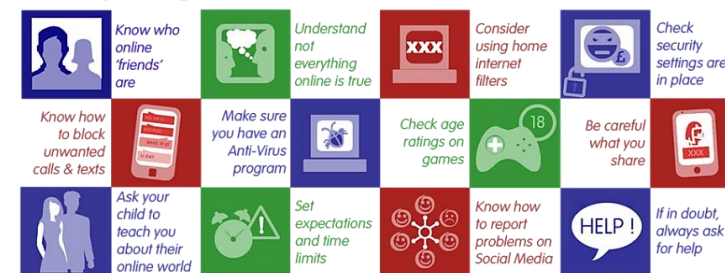 Know who
online
'friends'
are
Understand
not
everything
online is true
XXX
Consider
using home
internet
filters
£
Check
security
settings are
in place
Know how
to block
unwanted
calls & texts
WHO R U?
Make sure
you have an
Anti-Virus
program
Check age
ratings on
games
18
Be careful
what you
share
XXX
Ask your
child to
teach you
about their
online world
Set
expectations
and time
limits
Know how
to report
problems on
Social Media
HELP !
If in doubt,
always ask
for help